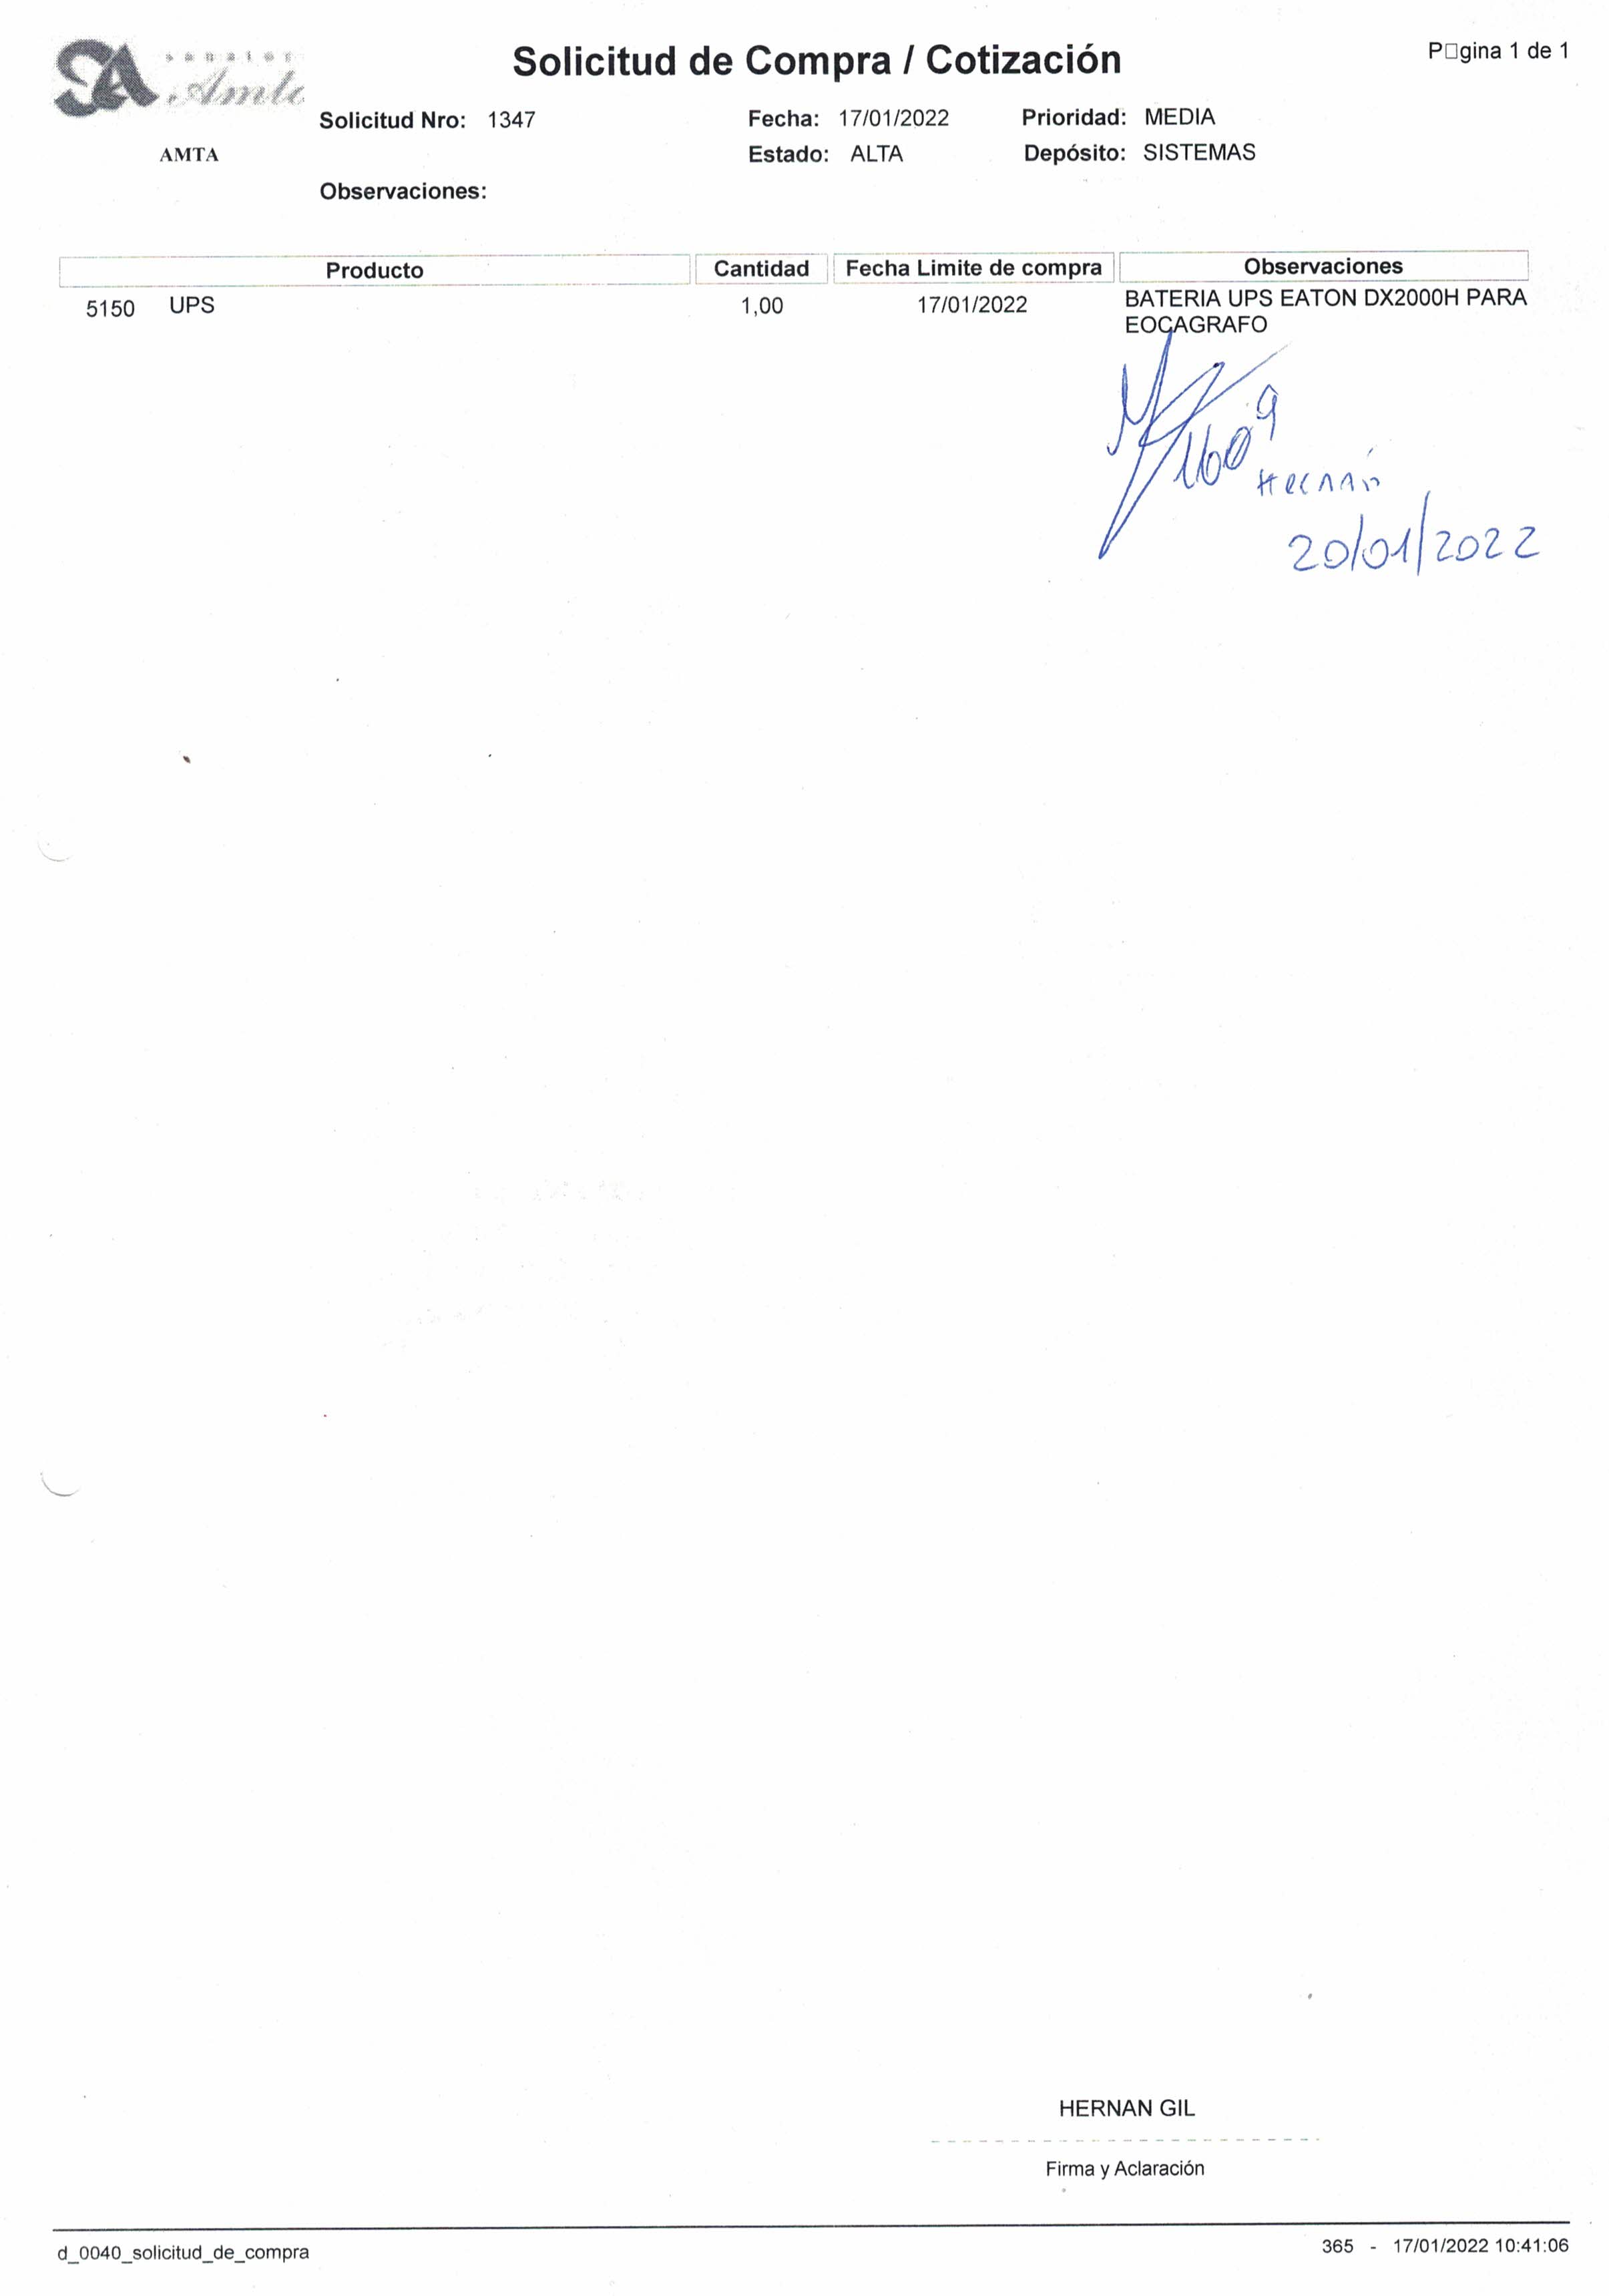 SA SANATORIO Amta
Solicitud de Compra / Cotización
P□gina 1 de 1
AMTA
Solicitud Nro: 1347
Fecha: 17/01/2022
Prioridad: MEDIA
Estado: ALTA
Depósito: SISTEMAS
Observaciones:
Producto Cantidad Fecha Limite de compra Observaciones
5150 UPS 1,00 17/01/2022 BATERIA UPS EATON DX2000H PARA
EOCAGRAFO
Hernán
20/01/2022
HERNAN GIL
Firma y Aclaración
d_0040_solicitud_de_compra
365 - 17/01/2022 10:41:06